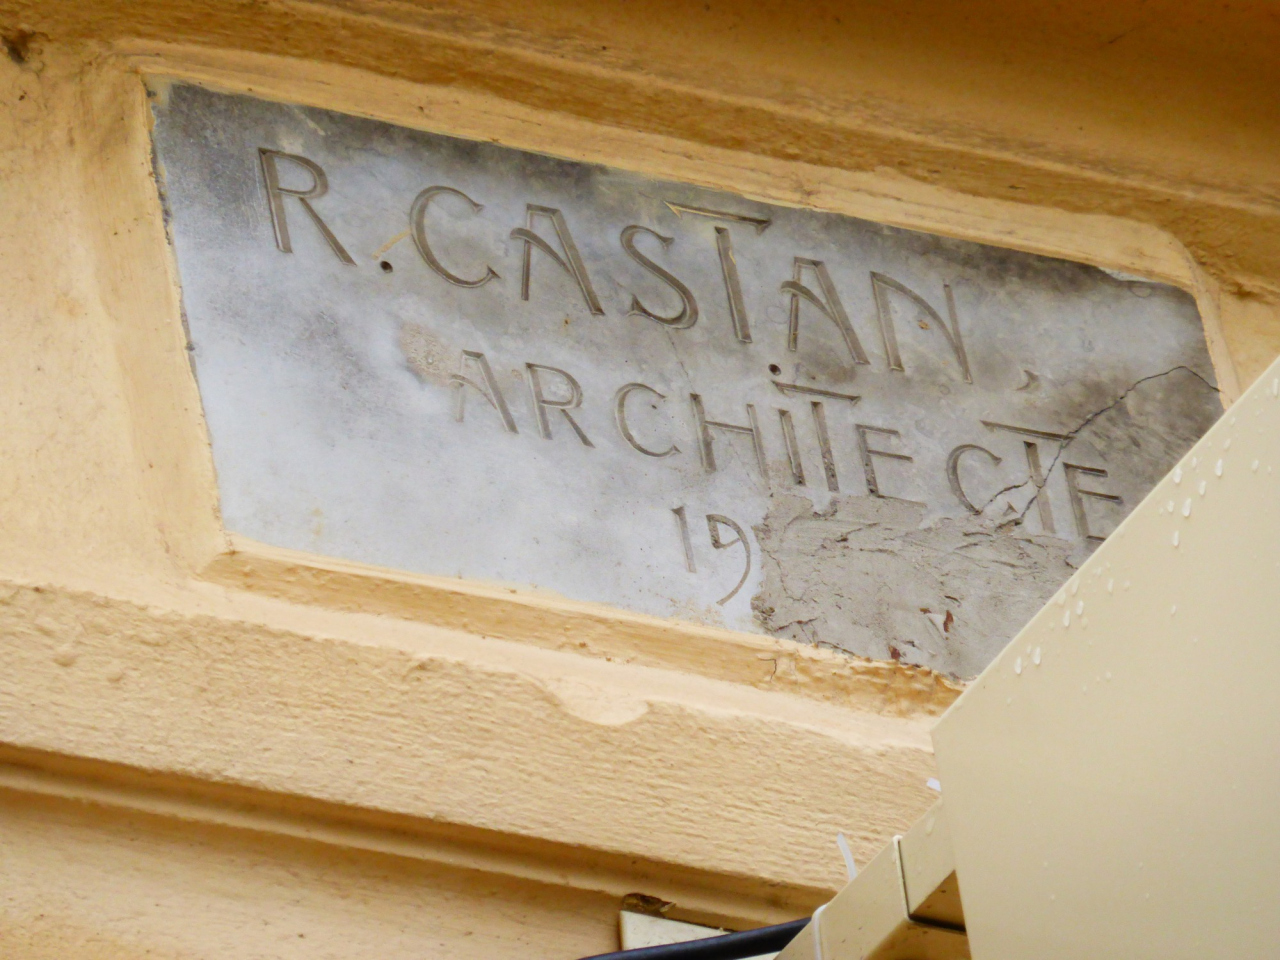 R. CASTAN,
ARCHITECTE
19